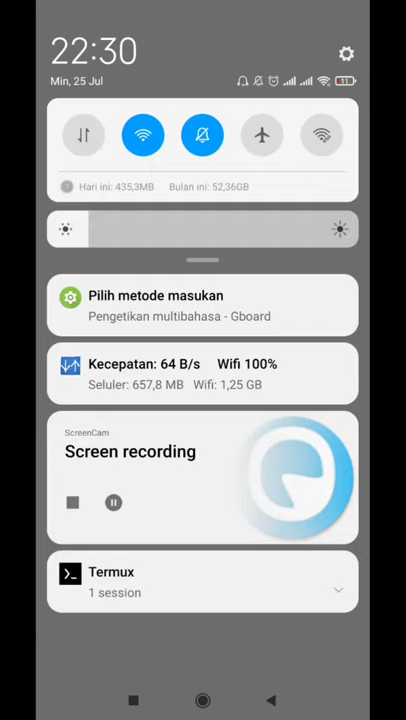 22:30
Min, 25 Jul
11
Hari ini: 435,3MB
Bulan ini: 52,36GB
Pilih metode masukan
Pengetikan multibahasa - Gboard
Kecepatan: 64 B/s Wifi 100%
Seluler: 657,8 MB Wifi: 1,25 GB
ScreenCam
Screen recording
Termux
1 session